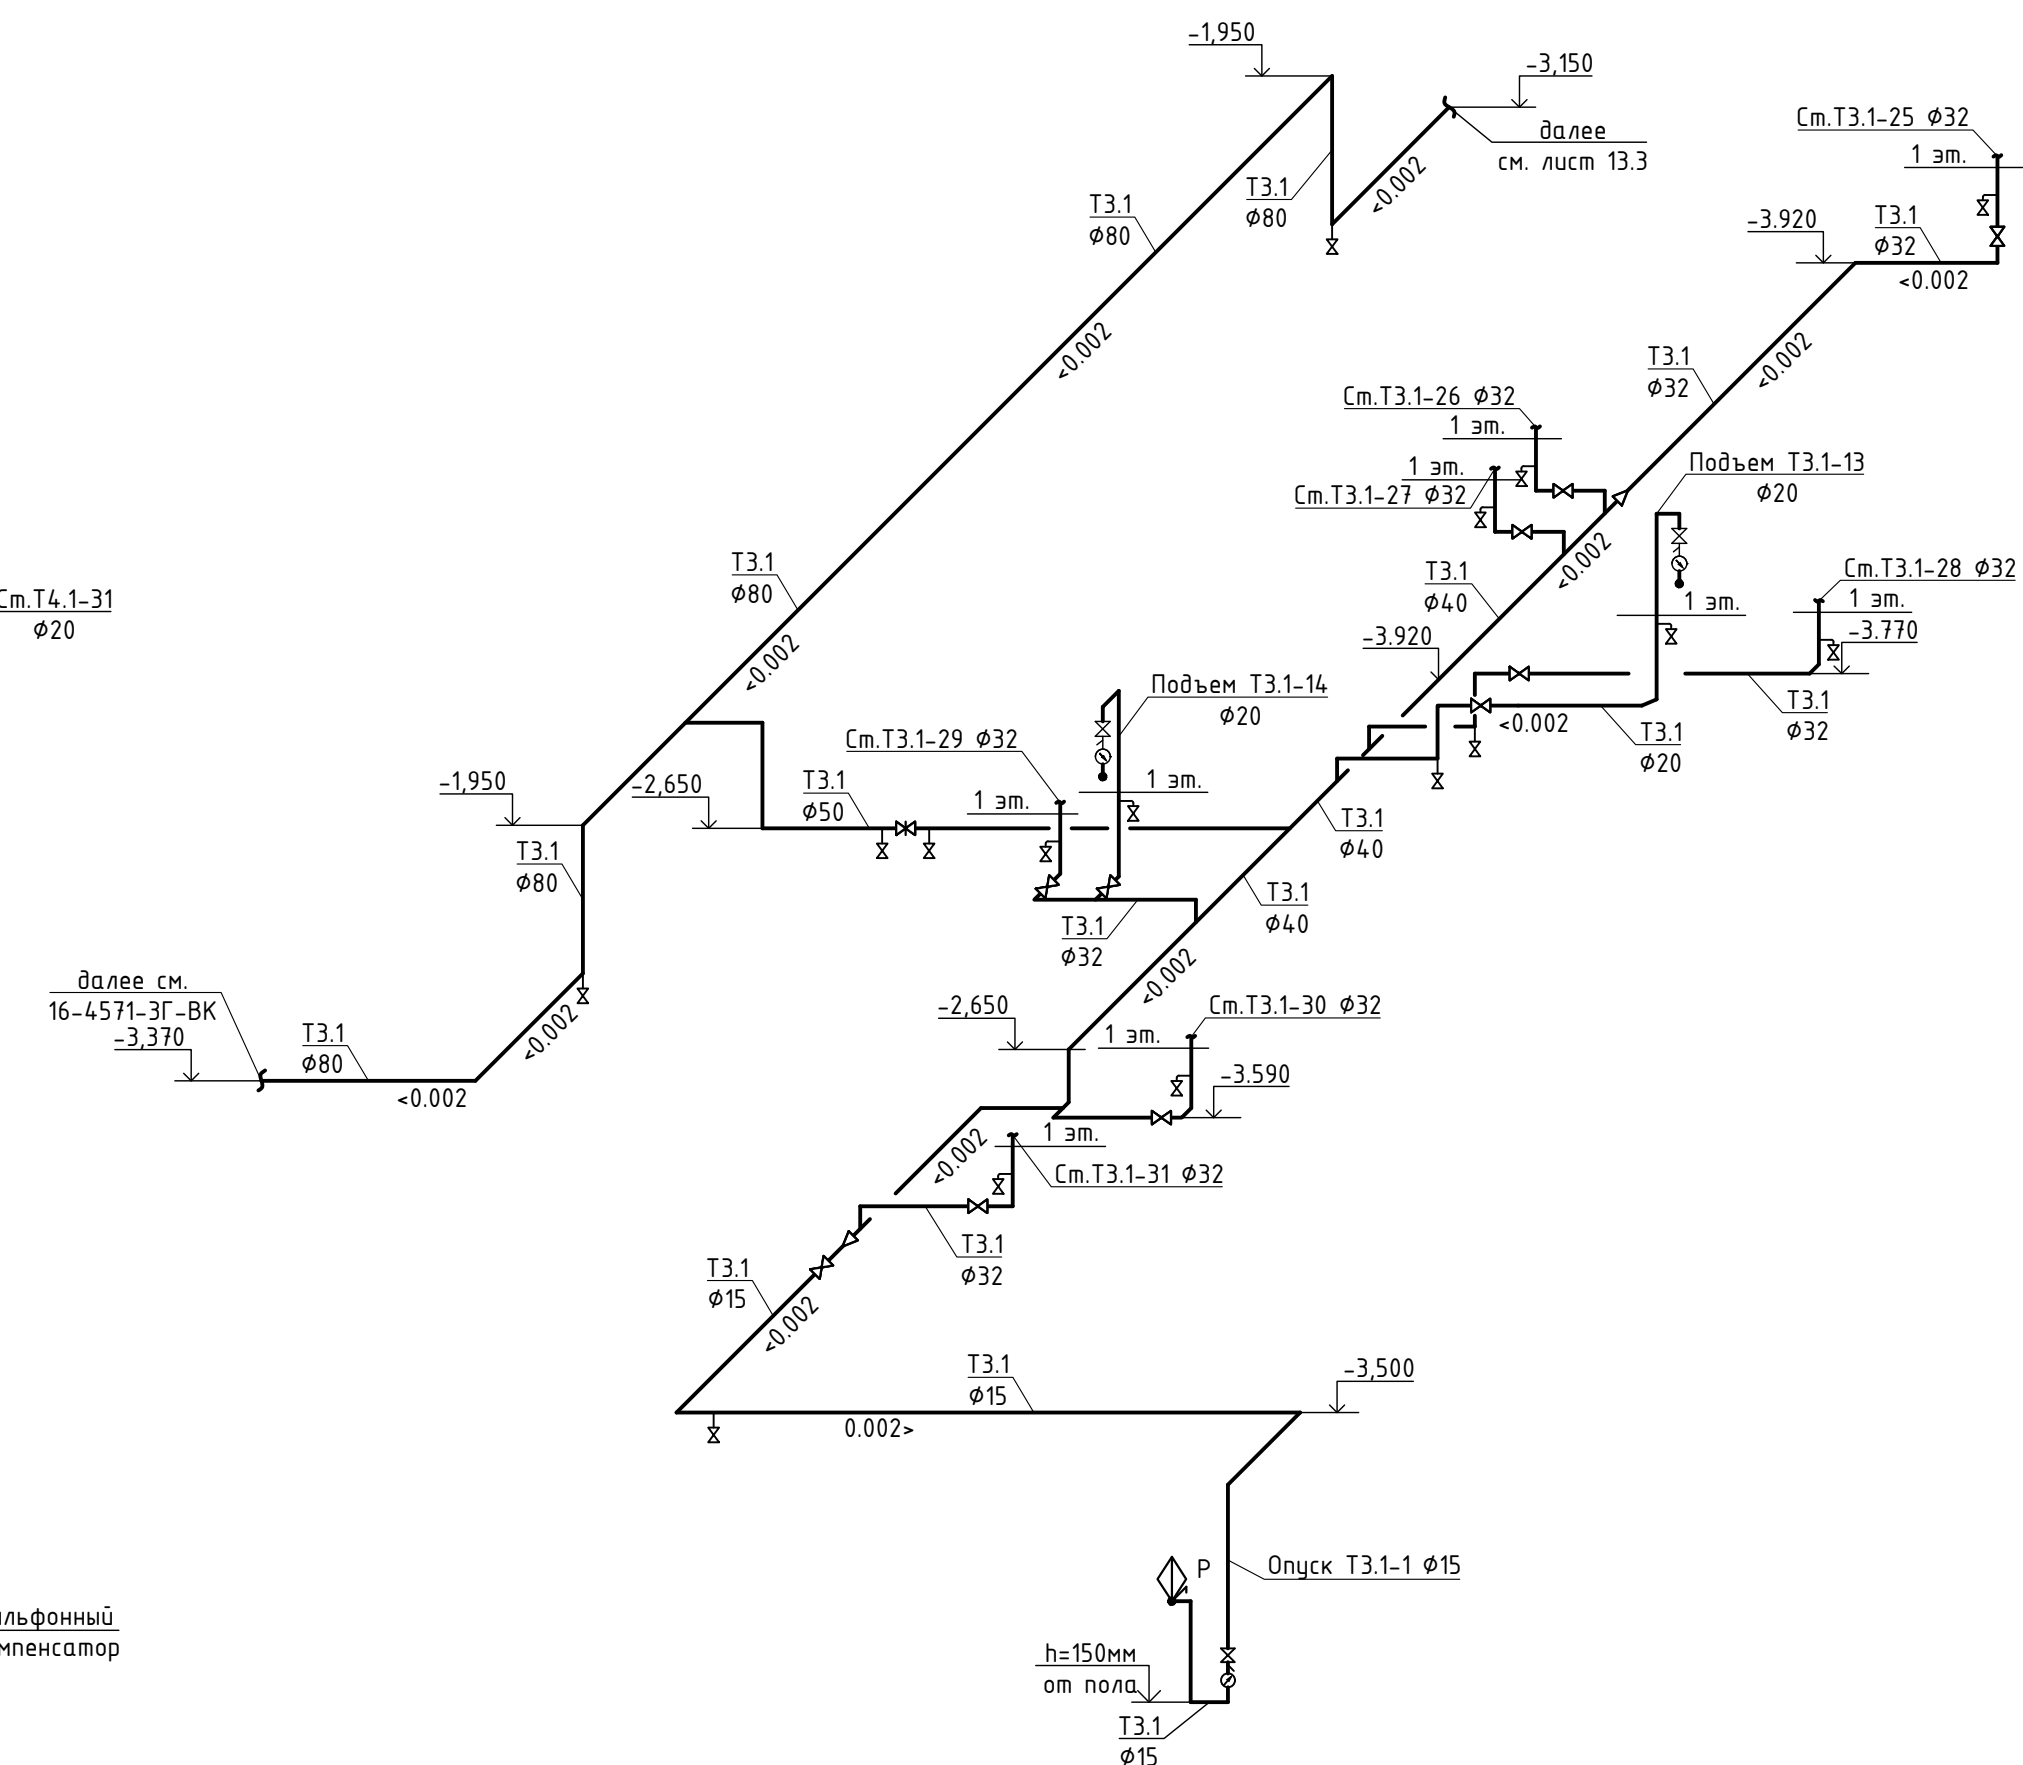 -1,950
-3,150
далее
см. лист 13.3
Ст.Т3.1-25 Ф32
1 эт.
Т3.1
Ф80
<0.002
Т3.1
Ф80
-3.920
Т3.1
Ф32
<0.002
<0.002
Т3.1
Ф32
<0.002
Ст.Т3.1-26 Ф32
1 эт.
1 эт.
Ст.Т3.1-27 Ф32
Подъем Т3.1-13
Ф20
<0.002
Т3.1
Ф40
Ст.Т3.1-28 Ф32
1 эт.
1 эт.
-3.770
-3.920
Т3.1
Ф80
<0.002
Ст.Т4.1-31
Ф20
Подъем Т3.1-14
Ф20
<0.002
Т3.1
Ф32
Т3.1
Ф20
Ст.Т3.1-29 Ф32
1 эт.
1 эт.
-1,950
-2,650
Т3.1
Ф50
Т3.1
Ф80
Т3.1
Ф40
Т3.1
Ф40
Т3.1
Ф32
<0.002
далее см.
16-4571-3Г-ВК
-3,370
Т3.1
Ф80
<0.002
<0.002
-2,650
Ст.Т3.1-30 Ф32
1 эт.
-3.590
<0.002
1 эт.
Ст.Т3.1-31 Ф32
Т3.1
Ф32
Т3.1
Ф15
<0.002
Т3.1
Ф15
0.002>
-3,500
Р
Опуск Т3.1-1 Ф15
льфонный
мпенсатор
h=150мм
от пола
Т3.1
Ф15